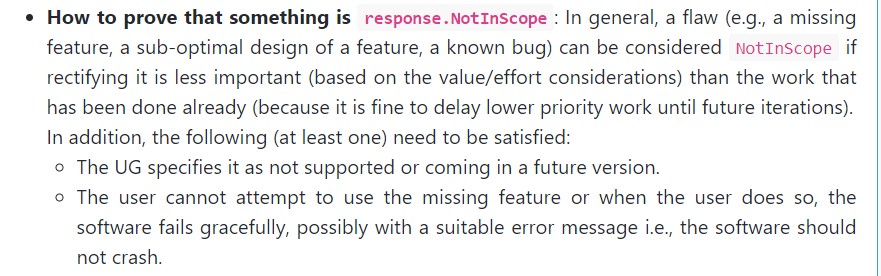 • How to prove that something is response.NotInScope : In general, a flaw (e.g., a missing
feature, a sub-optimal design of a feature, a known bug) can be considered NotInScope if
rectifying it is less important (based on the value/effort considerations) than the work that
has been done already (because it is fine to delay lower priority work until future iterations).
In addition, the following (at least one) need to be satisfied:
○ The UG specifies it as not supported or coming in a future version.
○ The user cannot attempt to use the missing feature or when the user does so, the
software fails gracefully, possibly with a suitable error message i.e., the software should
not crash.